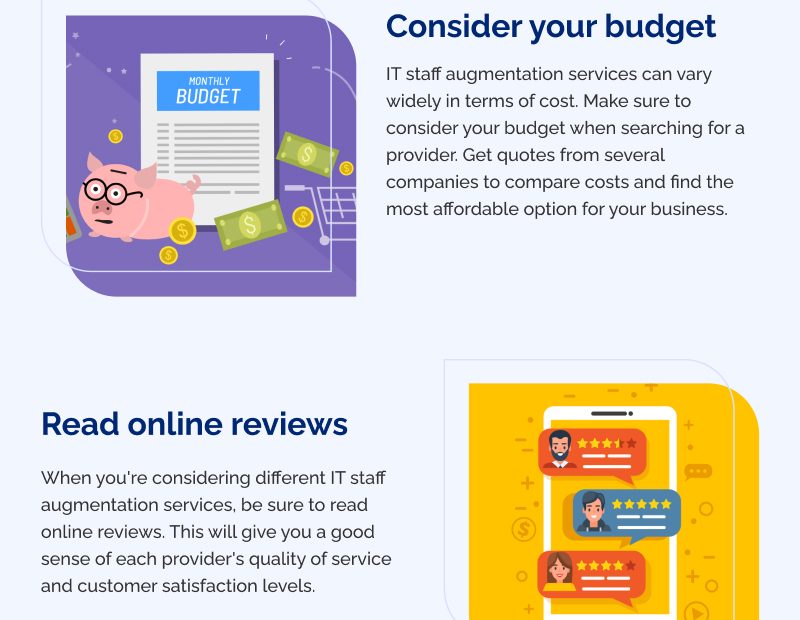 MONTHLY
BUDGET
Consider your budget
IT staff augmentation services can vary
widely in terms of cost. Make sure to
consider your budget when searching for a
provider. Get quotes from several
companies to compare costs and find the
most affordable option for your business.
Read online reviews
When you're considering different IT staff
augmentation services, be sure to read
online reviews. This will give you a good
sense of each provider's quality of service
and customer satisfaction levels.